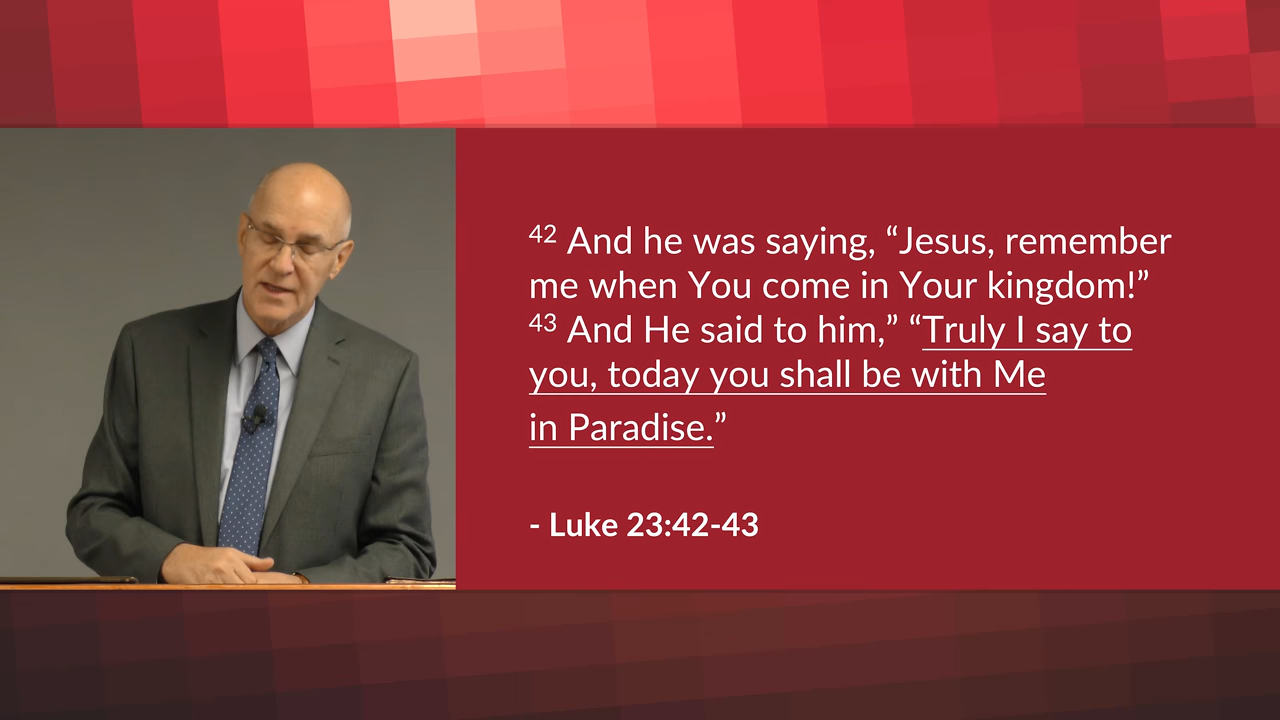 42 And he was saying, “Jesus, remember
me when You come in Your kingdom!”
43 And He said to him,” “Truly I say to
you, today you shall be with Me
in Paradise.”
- Luke 23:42-43